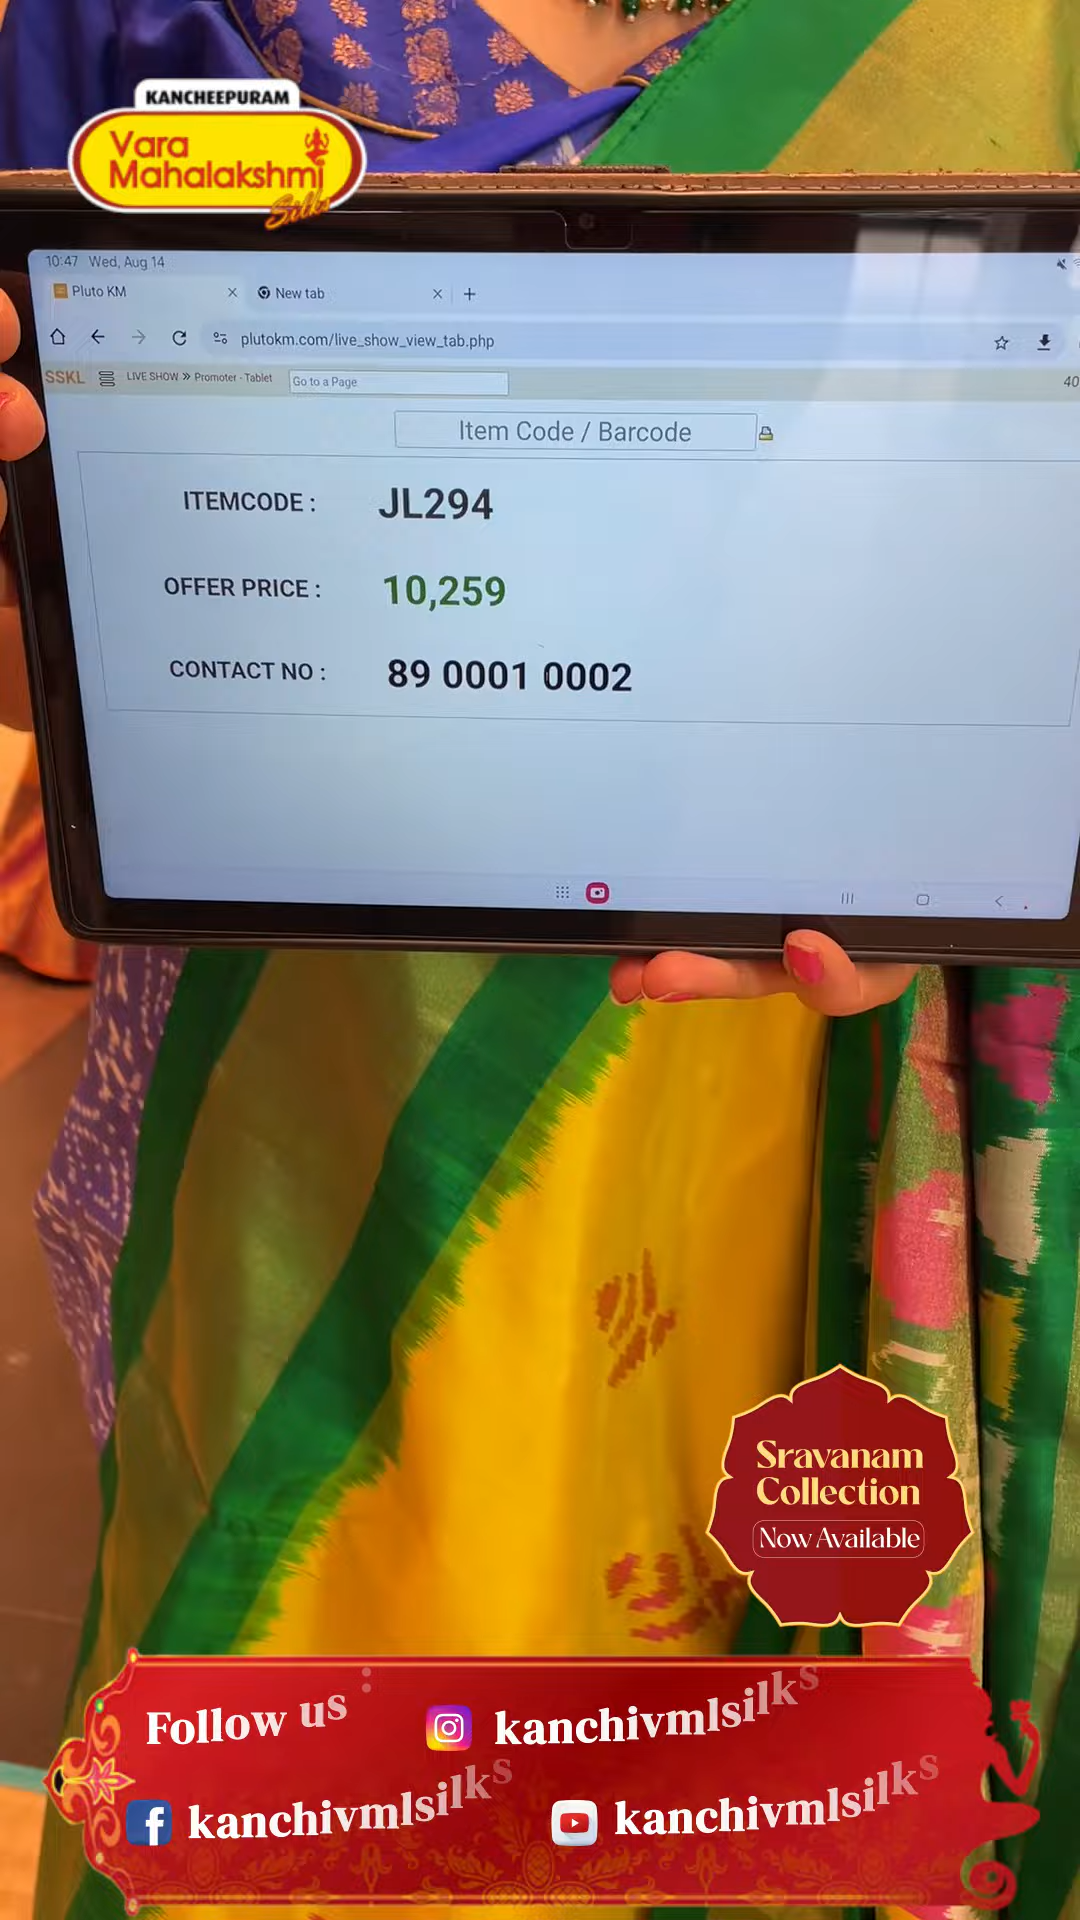 KANCHEEPURAM
Vara
Mahalakshmi
Silks
10:47 Wed, Aug 14
Pluto KM
New tab
plutokm.com/live_show_view_tab.php
SSKL
LIVE SHOW » Promoter - Tablet
Go to a Page
40
Item Code / Barcode
ITEMCODE : JL294
OFFER PRICE : 10,259
CONTACT NO : 89 0001 0002
Sravanam
Collection
Now Available
Follow us :
kanchivmlsilks
kanchivmlsilks
kanchivmlsilks